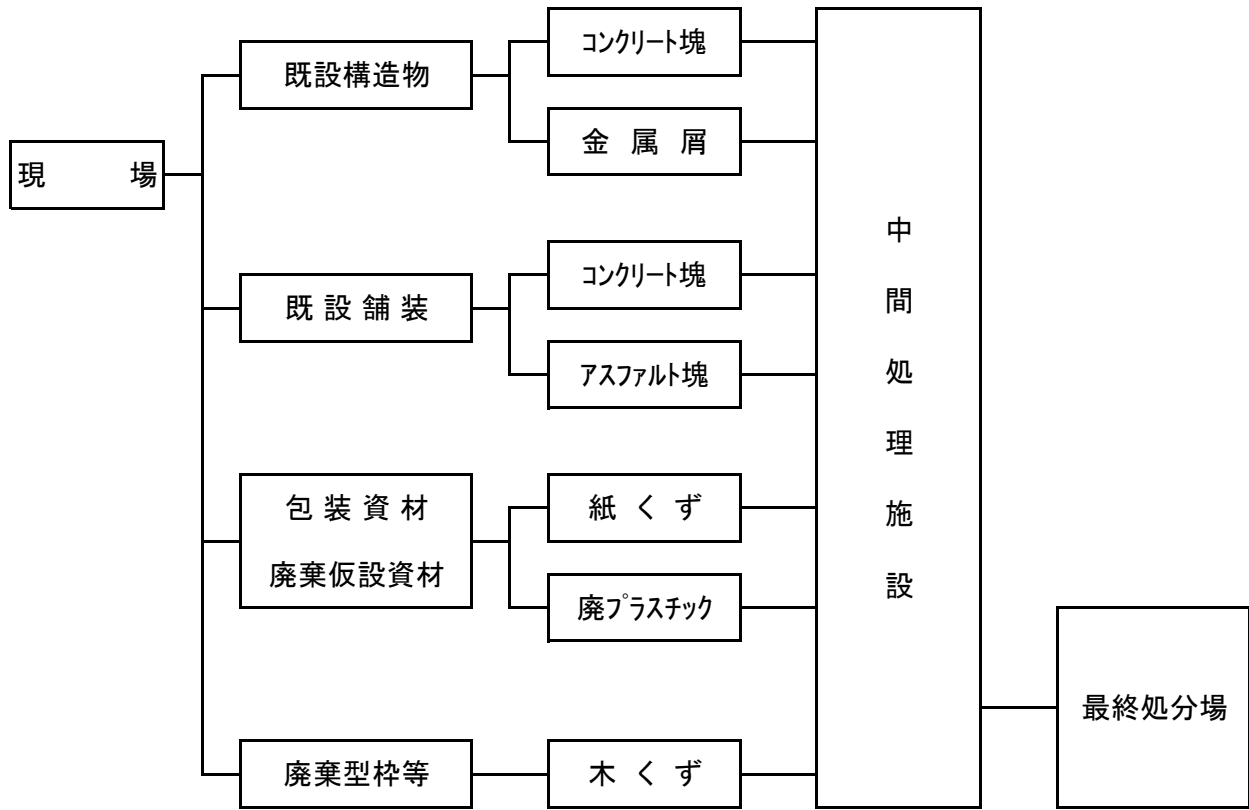 現 場
既設構造物
コンクリート塊
金 属 屑
既 設 舗 装
コンクリート塊
アスファルト塊
包 装 資 材
廃棄仮設資材
紙 く ず
廃プラスチック
廃棄型枠等
木 く ず
中間処理施設
最終処分場